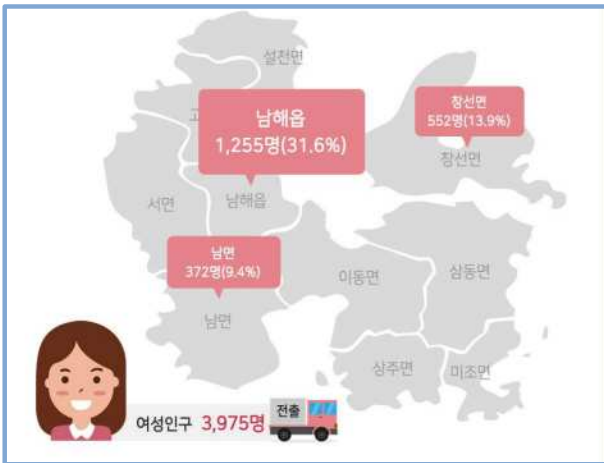 설전면
고
남해읍
1,255명(31.6%)
창선면
552명(13.9%)
창선면
서면
남해읍
남면
372명(9.4%)
이동면
삼동면
남면
상주면
미조면
여성인구 3,975명
전출